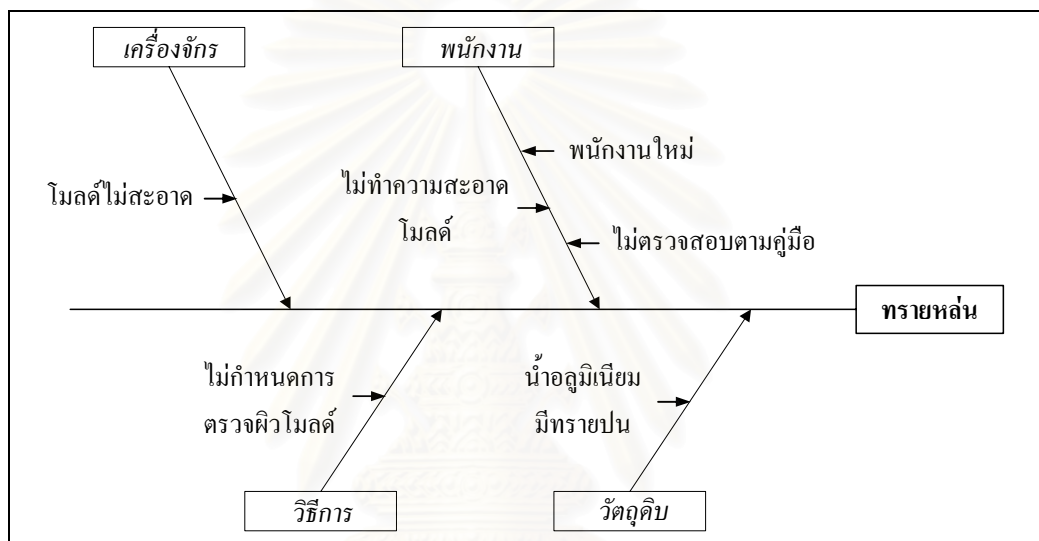 เครื่องจักร
พนักงาน
พนักงานใหม่
โมลด์ไม่สะอาด
ไม่ทำความสะอาด
โมลด์
ไม่ตรวจสอบตามคู่มือ
ทรายหล่น
ไม่กำหนดการ
ตรวจผิวโมลด์
น้ำอลูมิเนียม
มีทรายปน
วิธีการ
วัตถุดิบ